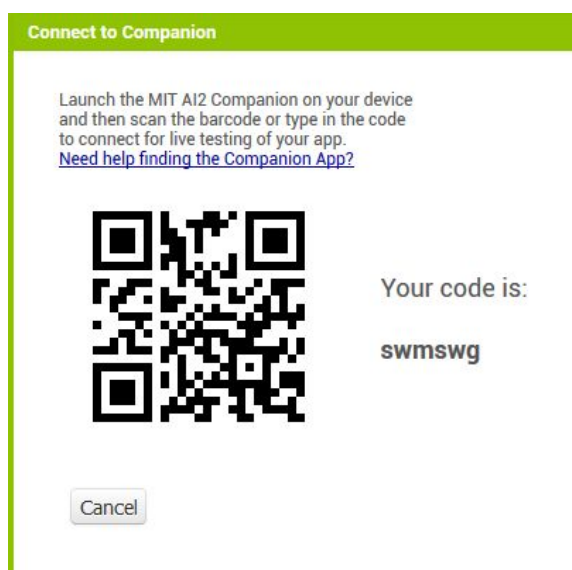 Connect to Companion
Launch the MIT AI2 Companion on your device
and then scan the barcode or type in the code
to connect for live testing of your app.
Need help finding the Companion App?
Your code is:
swmswg
Cancel